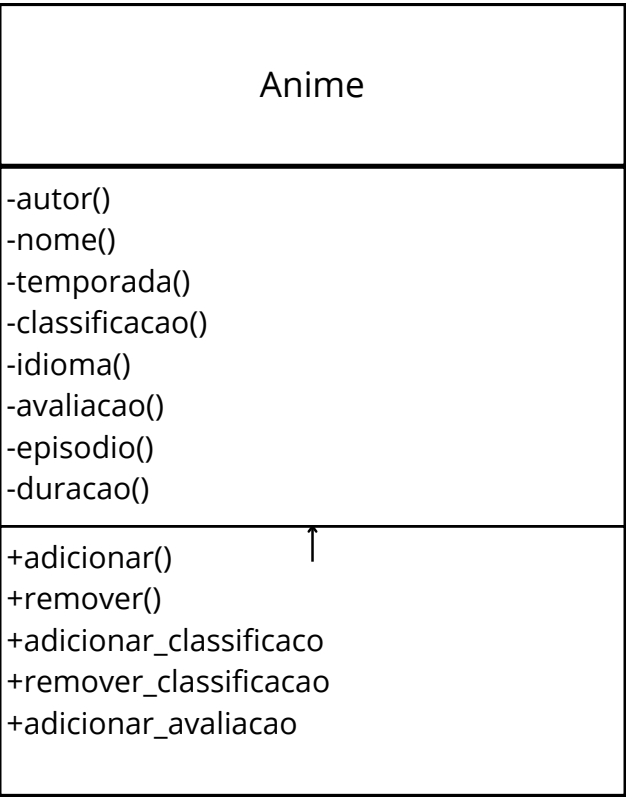 Anime
-autor()
-nome()
-temporada()
-classificacao()
-idioma()
-avaliacao()
-episodio()
-duracao()
+adicionar()
+remover()
+adicionar_classificaco
+remover_classificacao
+adicionar_avaliacao